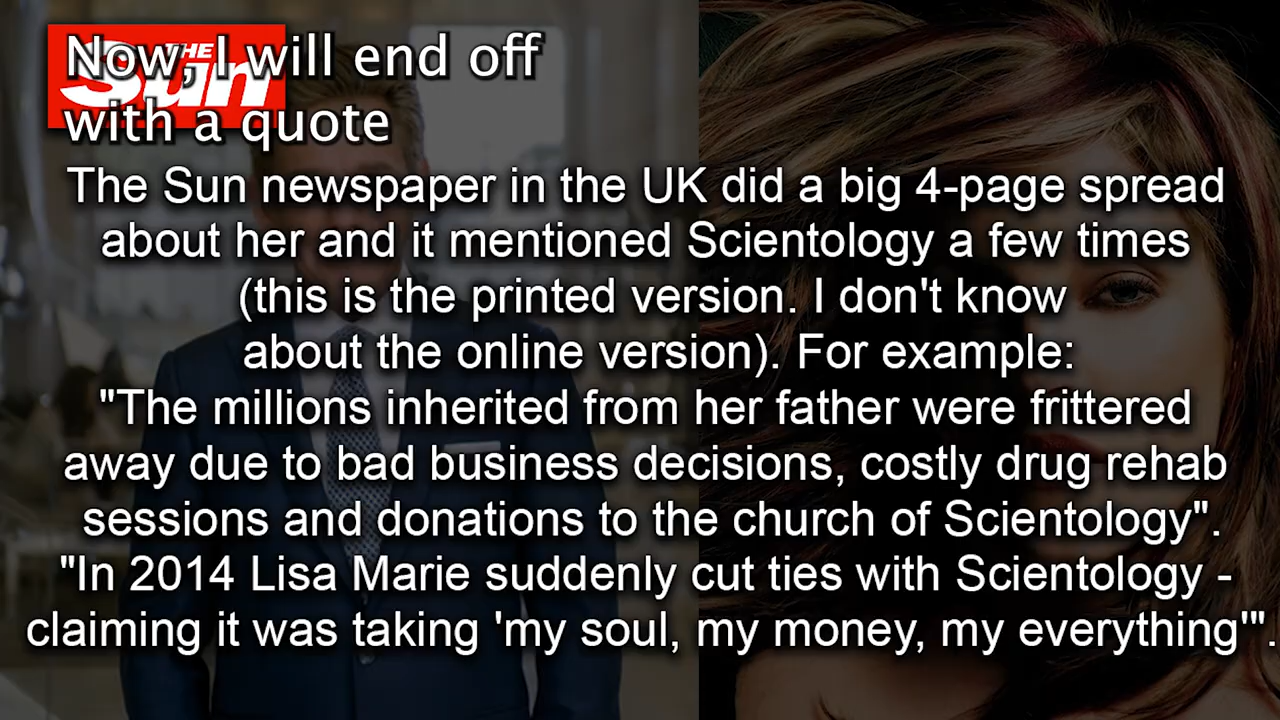 THE
Sun
Now, I will end off
with a quote
The Sun newspaper in the UK did a big 4-page spread
about her and it mentioned Scientology a few times
(this is the printed version. I don't know
about the online version). For example:
"The millions inherited from her father were frittered
away due to bad business decisions, costly drug rehab
sessions and donations to the church of Scientology".
"In 2014 Lisa Marie suddenly cut ties with Scientology -
claiming it was taking 'my soul, my money, my everything'".